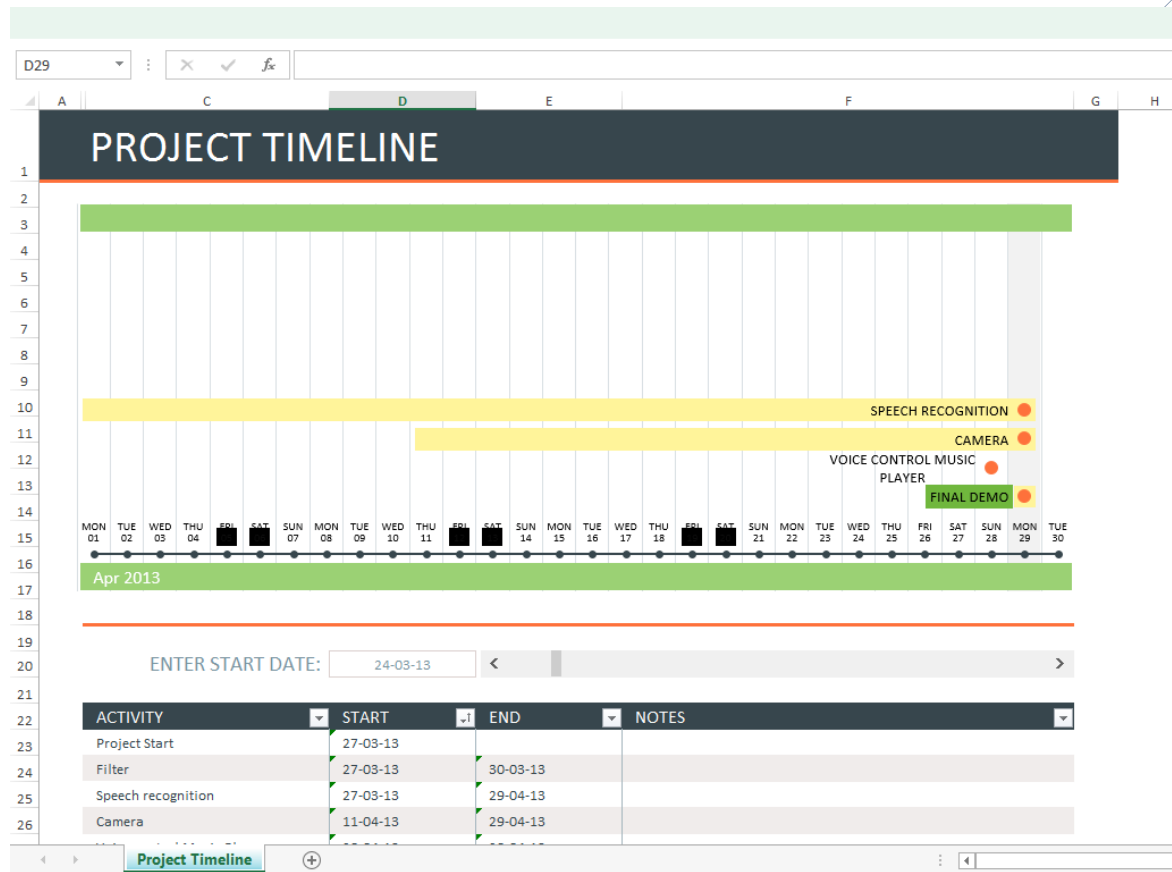 D29
fx
A C D E F G H
1 PROJECT TIMELINE
2
3
4
5
6
7
8
9
10 SPEECH RECOGNITION
11 CAMERA
12 VOICE CONTROL MUSIC
13 PLAYER
14 FINAL DEMO
MON TUE WED THU FRI SAT SUN MON TUE WED THU FRI SAT SUN MON TUE WED THU FRI SAT SUN MON TUE WED THU FRI SAT SUN MON TUE
15 01 02 03 04 07 08 09 10 11 14 15 16 17 18 21 22 23 24 25 26 27 28 29 30
16
17 Apr 2013
18
19
20 ENTER START DATE: 24-03-13
21
22 ACTIVITY START END NOTES
23 Project Start 27-03-13
24 Filter 27-03-13 30-03-13
25 Speech recognition 27-03-13 29-04-13
26 Camera 11-04-13 29-04-13
Project Timeline